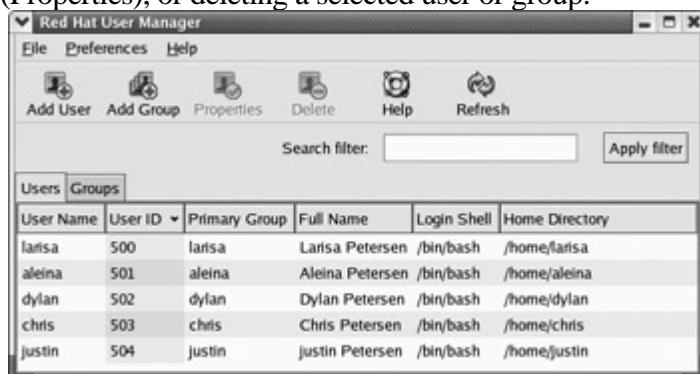 (Properties), or deleting a selected user or group.
Red Hat User Manager
File Preferences Help
Add User Add Group Properties Delete Help Refresh
Search filter: Apply filter
Users Groups
User Name User ID Primary Group Full Name Login Shell Home Directory
larisa 500 larisa Larisa Petersen /bin/bash /home/larisa
aleina 501 aleina Aleina Petersen /bin/bash /home/aleina
dylan 502 dylan Dylan Petersen /bin/bash /home/dylan
chris 503 chris Chris Petersen /bin/bash /home/chris
justin 504 justin justin Petersen /bin/bash /home/justin